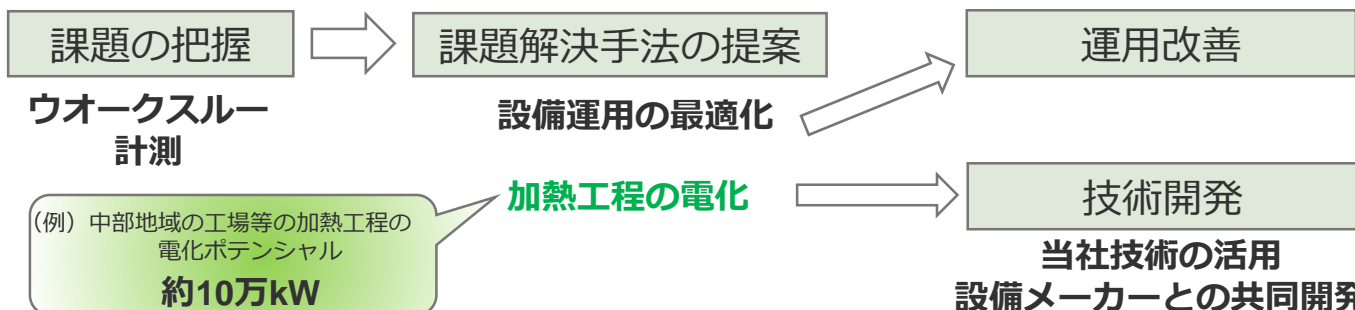 課題の把握
課題解決手法の提案
運用改善
ウオークスルー
計測
設備運用の最適化
加熱工程の電化
技術開発
(例) 中部地域の工場等の加熱工程の
電化ポテンシャル
約10万kW
当社技術の活用
設備メーカーとの共同開発